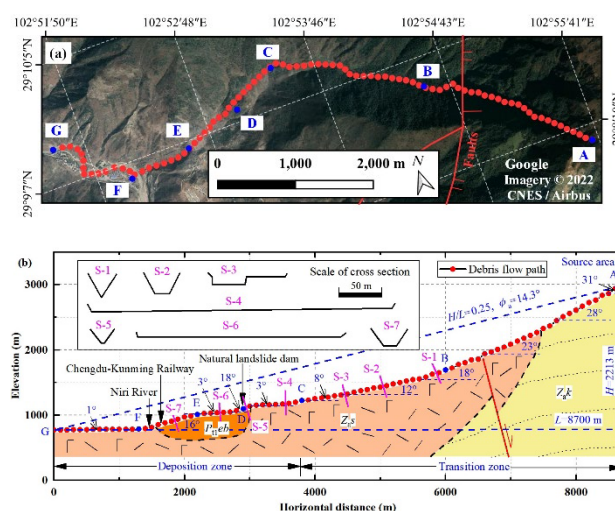 102°51'50"E 102°52'48"E 102°53'46"E 102°54'43"E 102°55'41"E
(a)
29°10'5"N
29°9'7"N
C
B
D
A
G
E
F
Faults
0 1,000 2,000 m
N
Google
Imagery © 2022
CNES / Airbus
(b)
S-1 S-2 S-3
Scale of cross section
50 m
S-4
S-5 S-6 S-7
Debris flow path
Source area
A
31°
28°
H/L=0.25, φa=14.3°
23°
Natural landslide dam
Chengdu-Kunming Railway
Niri River
3° 18° 3° 8°
S-1 B
18°
S-2
12°
S-3
C
S-4
S-5
D
S-6
E
S-7
16°
F
1°
G
H 2213 m
L 8700 m
Deposition zone
Transition zone
Elevation (m)
3000
2000
1000
0
0 2000 4000 6000 8000
Horizontal distance (m)